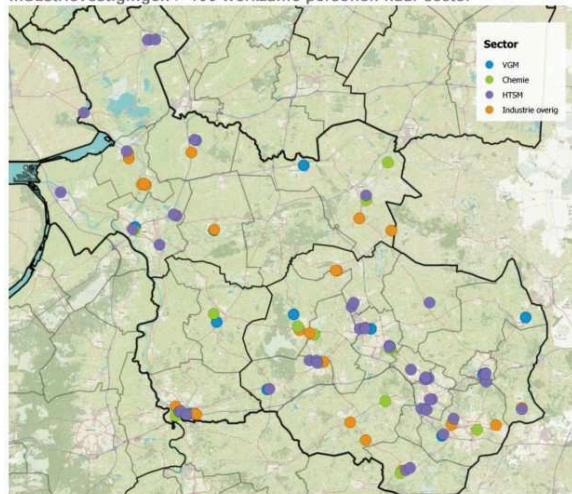 Industrievestigingen > 100 werkzame personen naar sector
Sector
VGM
Chemie
HTSM
Industrie overig